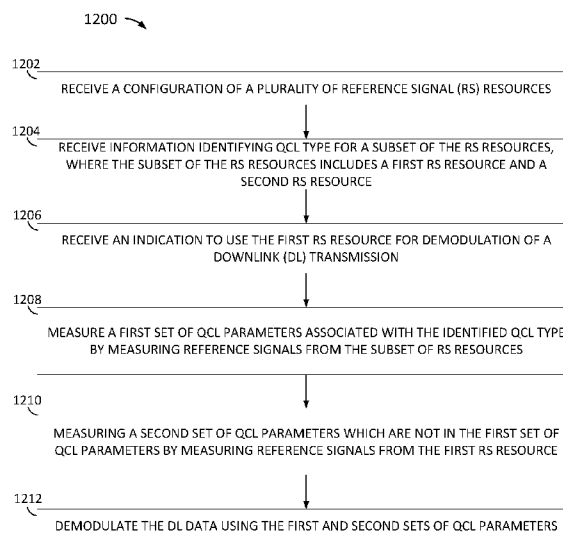 1200
1202
RECEIVE A CONFIGURATION OF A PLURALITY OF REFERENCE SIGNAL (RS) RESOURCES
1204
RECEIVE INFORMATION IDENTIFYING QCL TYPE FOR A SUBSET OF THE RS RESOURCES,
WHERE THE SUBSET OF THE RS RESOURCES INCLUDES A FIRST RS RESOURCE AND A
SECOND RS RESOURCE
1206
RECEIVE AN INDICATION TO USE THE FIRST RS RESOURCE FOR DEMODULATION OF A
DOWNLINK (DL) TRANSMISSION
1208
MEASURE A FIRST SET OF QCL PARAMETERS ASSOCIATED WITH THE IDENTIFIED QCL TYPE
BY MEASURING REFERENCE SIGNALS FROM THE SUBSET OF RS RESOURCES
1210
MEASURING A SECOND SET OF QCL PARAMETERS WHICH ARE NOT IN THE FIRST SET OF
QCL PARAMETERS BY MEASURING REFERENCE SIGNALS FROM THE FIRST RS RESOURCE
1212
DEMODULATE THE DL DATA USING THE FIRST AND SECOND SETS OF QCL PARAMETERS